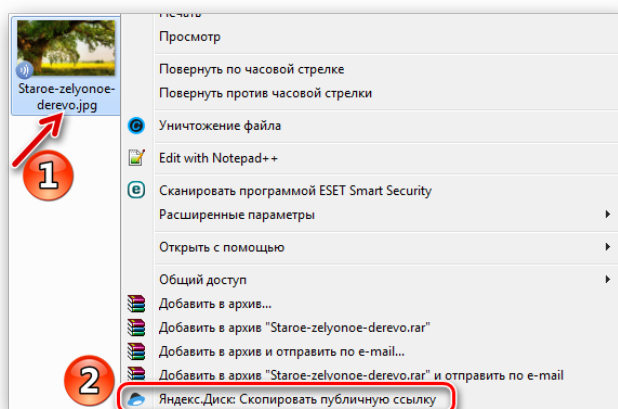 Печать
Просмотр
Staroe-zelyonoe-
derevo.jpg
Повернуть по часовой стрелке
Повернуть против часовой стрелки
Уничтожение файла
Edit with Notepad++
1
Сканировать программой ESET Smart Security
Расширенные параметры
Открыть с помощью
Общий доступ
Добавить в архив...
Добавить в архив "Staroe-zelyonoe-derevo.rar"
Добавить в архив и отправить по e-mail...
Добавить в архив "Staroe-zelyonoe-derevo.rar" и отправить по e-mail
2
Яндекс.Диск: Скопировать публичную ссылку